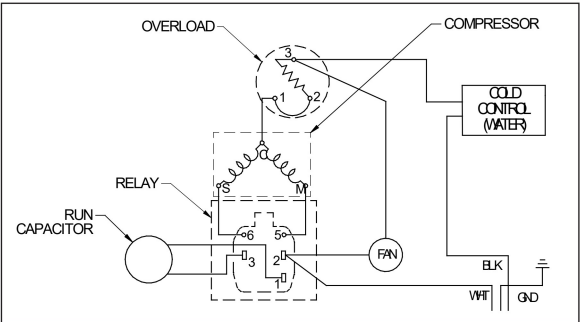 OVERLOAD
COMPRESSOR
3
1
2
COLD
CONTROL
(WATER)
C
S
M
RELAY
RUN
CAPACITOR
6
5
3
2
1
FAN
BLK
WHT
GND